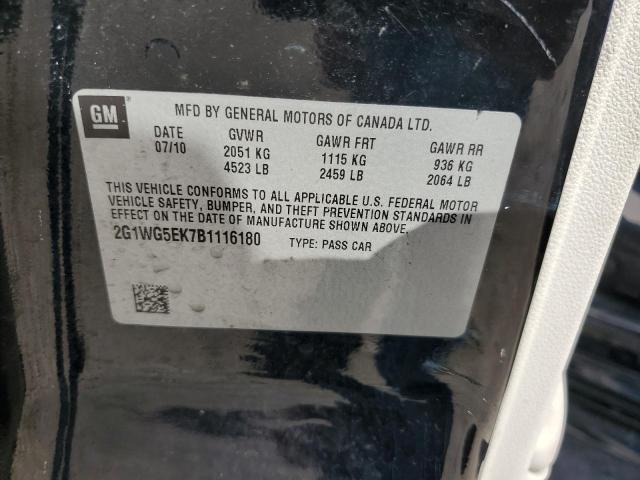 GM
MFD BY GENERAL MOTORS OF CANADA LTD.
DATE GVWR GAWR FRT GAWR RR
07/10 2051 KG 1115 KG 936 KG
4523 LB 2459 LB 2064 LB
THIS VEHICLE CONFORMS TO ALL APPLICABLE U.S. FEDERAL MOTOR
VEHICLE SAFETY, BUMPER, AND THEFT PREVENTION STANDARDS IN
EFFECT ON THE DATE OF MANUFACTURE SHOWN ABOVE.
2G1WG5EK7B1116180 TYPE: PASS CAR